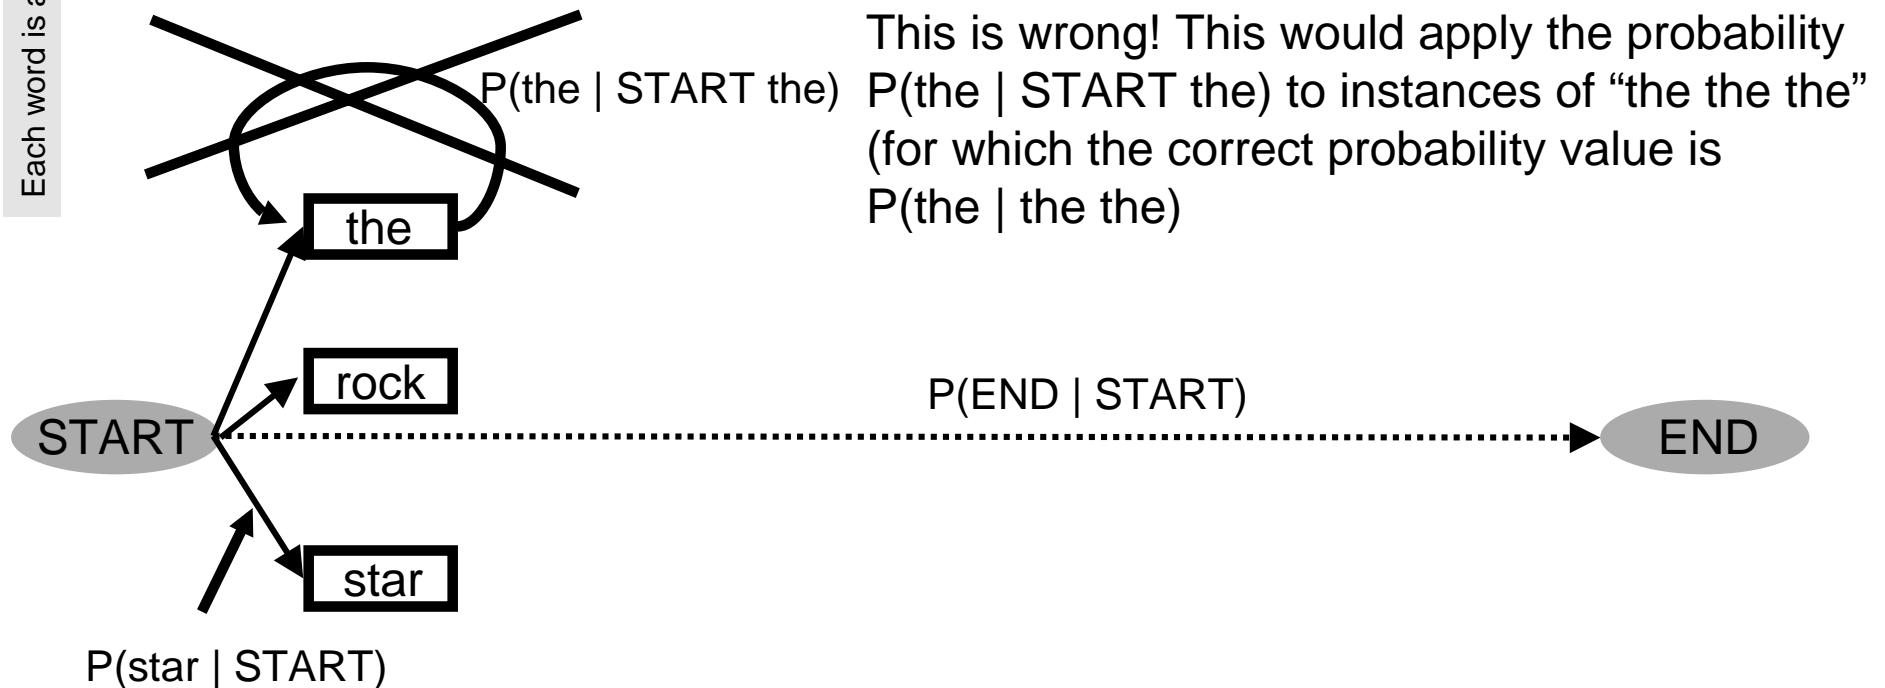 Each word is a
This is wrong! This would apply the probability
P(the | START the)
P(the | START the) to instances of “the the the”
(for which the correct probability value is
P(the | the the)
the
rock
P(END | START)
START
END
star
P(star | START)